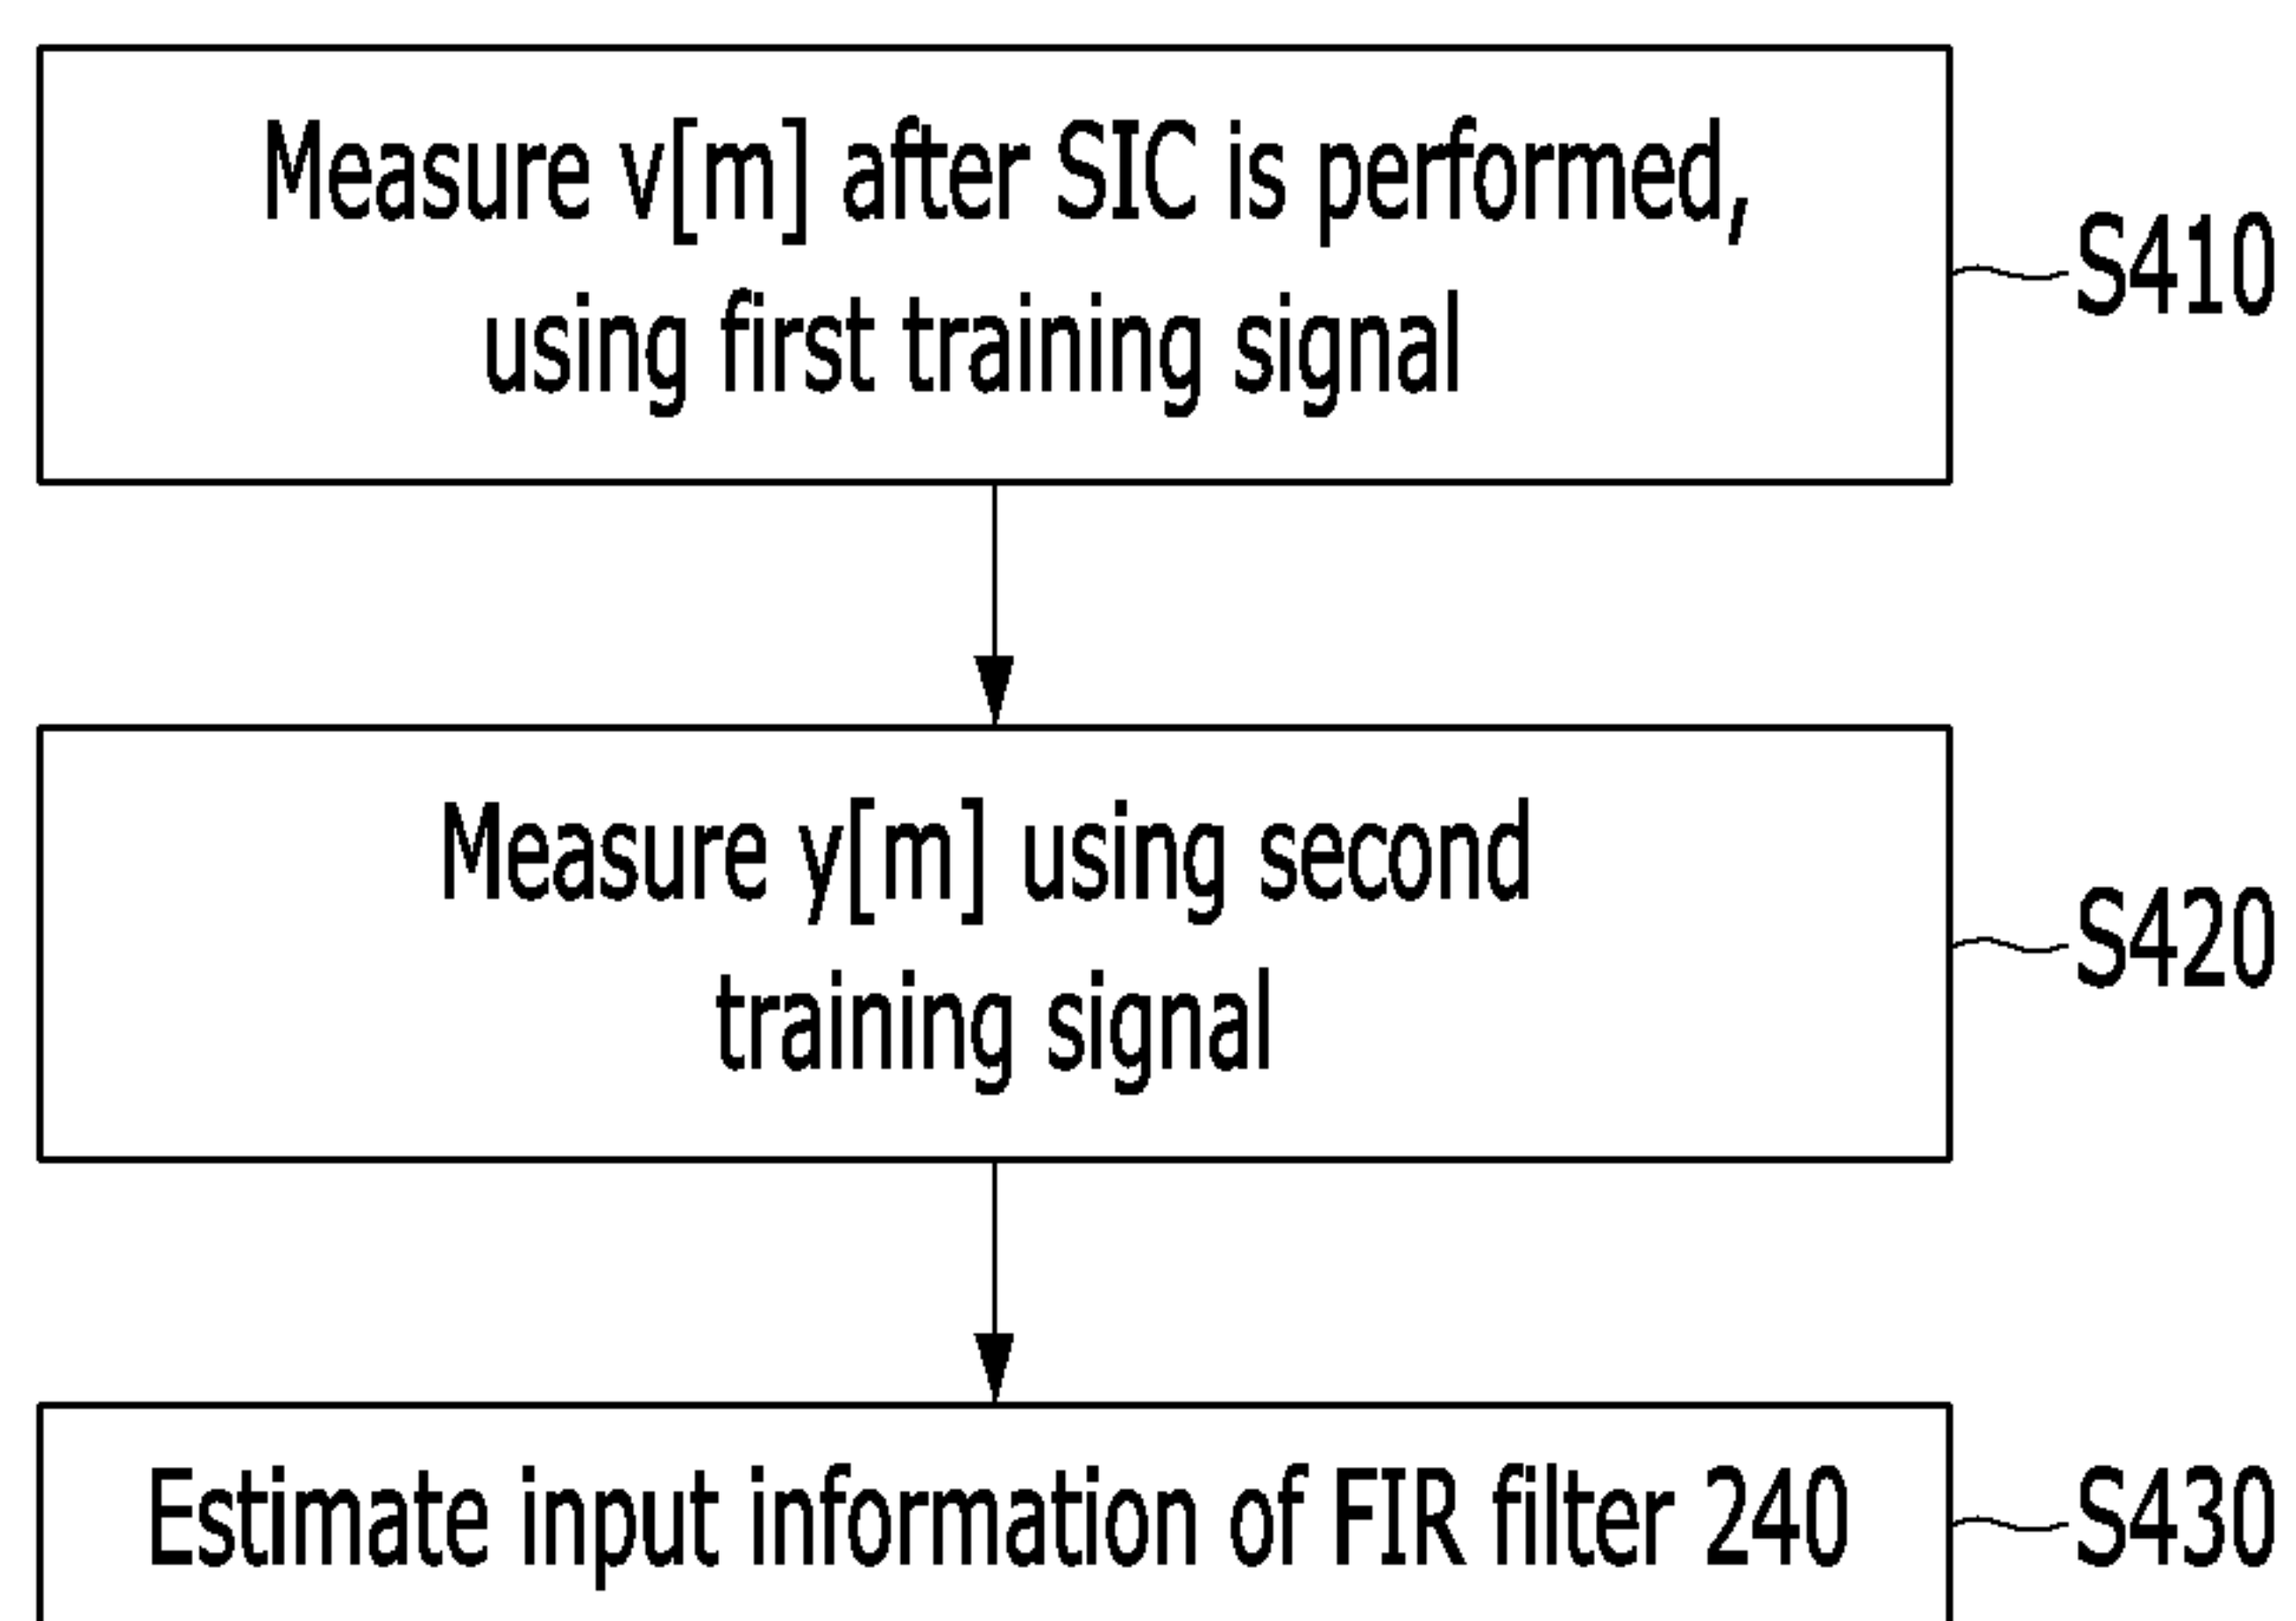 Measure v[m] after SIC is performed,
using first training signal
S410
Measure y[m] using second
training signal
S420
Estimate input information of FIR filter 240
S430